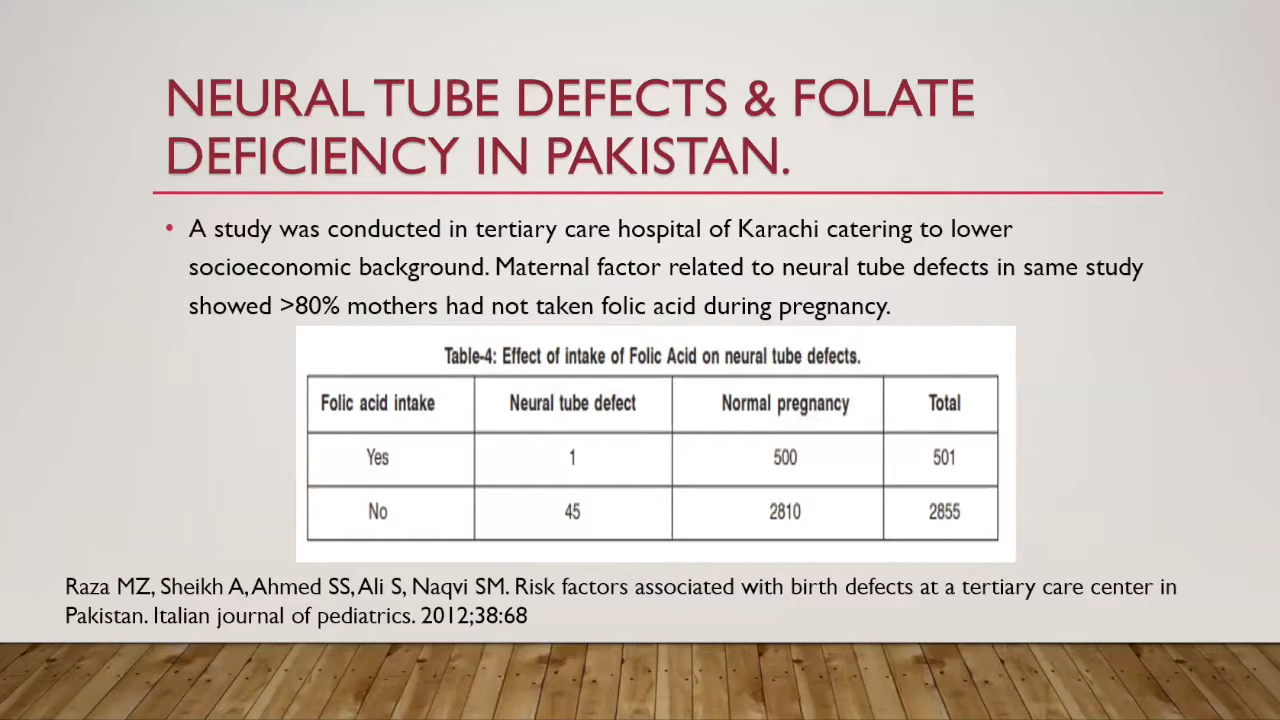 NEURAL TUBE DEFECTS & FOLATE
DEFICIENCY IN PAKISTAN.
• A study was conducted in tertiary care hospital of Karachi catering to lower
socioeconomic background. Maternal factor related to neural tube defects in same study
showed >80% mothers had not taken folic acid during pregnancy.
Table-4: Effect of intake of Folic Acid on neural tube defects.
Folic acid intake Neural tube defect Normal pregnancy Total
Yes 1 500 501
No 45 2810 2855
Raza MZ, Sheikh A, Ahmed SS, Ali S, Naqvi SM. Risk factors associated with birth defects at a tertiary care center in
Pakistan. Italian journal of pediatrics. 2012;38:68